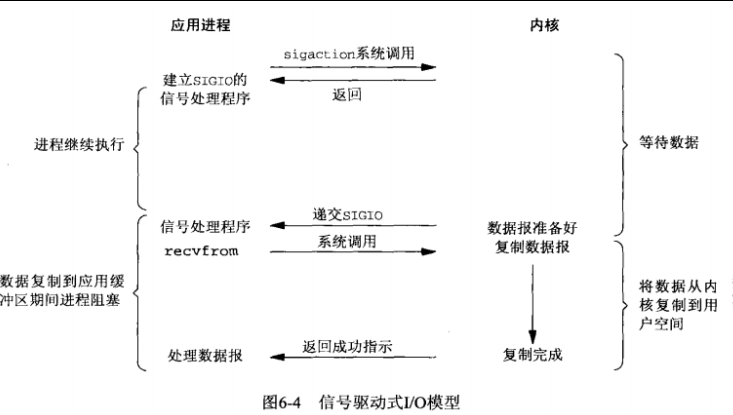 应用进程
内核
sigaction系统调用
建立SIGIO的
信号处理程序
返回
进程继续执行
等待数据
递交SIGIO
信号处理程序
数据报准备好
系统调用
复制数据报
recvfrom
数据复制到应用缓
冲区期间进程阻塞
将数据从内
核复制到用
户空间
返回成功指示
处理数据报
复制完成
图6-4 信号驱动式I/O模型